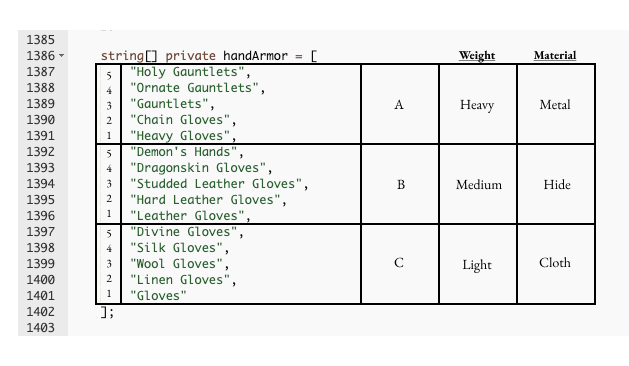 1385
1386 string[] private handArmor = [ Weight Material
1387 5 "Holy Gauntlets",
1388 4 "Ornate Gauntlets",
1389 3 "Gauntlets", A Heavy Metal
1390 2 "Chain Gloves",
1391 1 "Heavy Gloves",
1392 5 "Demon's Hands",
1393 4 "Dragonskin Gloves",
1394 3 "Studded Leather Gloves", B Medium Hide
1395 2 "Hard Leather Gloves",
1396 1 "Leather Gloves",
1397 5 "Divine Gloves",
1398 4 "Silk Gloves",
1399 3 "Wool Gloves", C Light Cloth
1400 2 "Linen Gloves",
1401 1 "Gloves"
1402 ];
1403